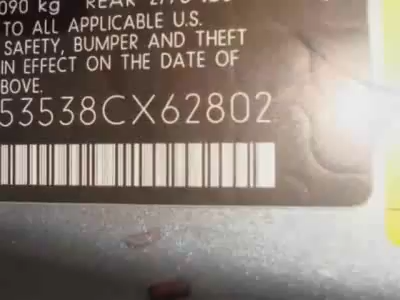 090 kg REAR
TO ALL APPLICABLE U.S.
SAFETY, BUMPER AND THEFT
IN EFFECT ON THE DATE OF
BOVE.
53538CX62802